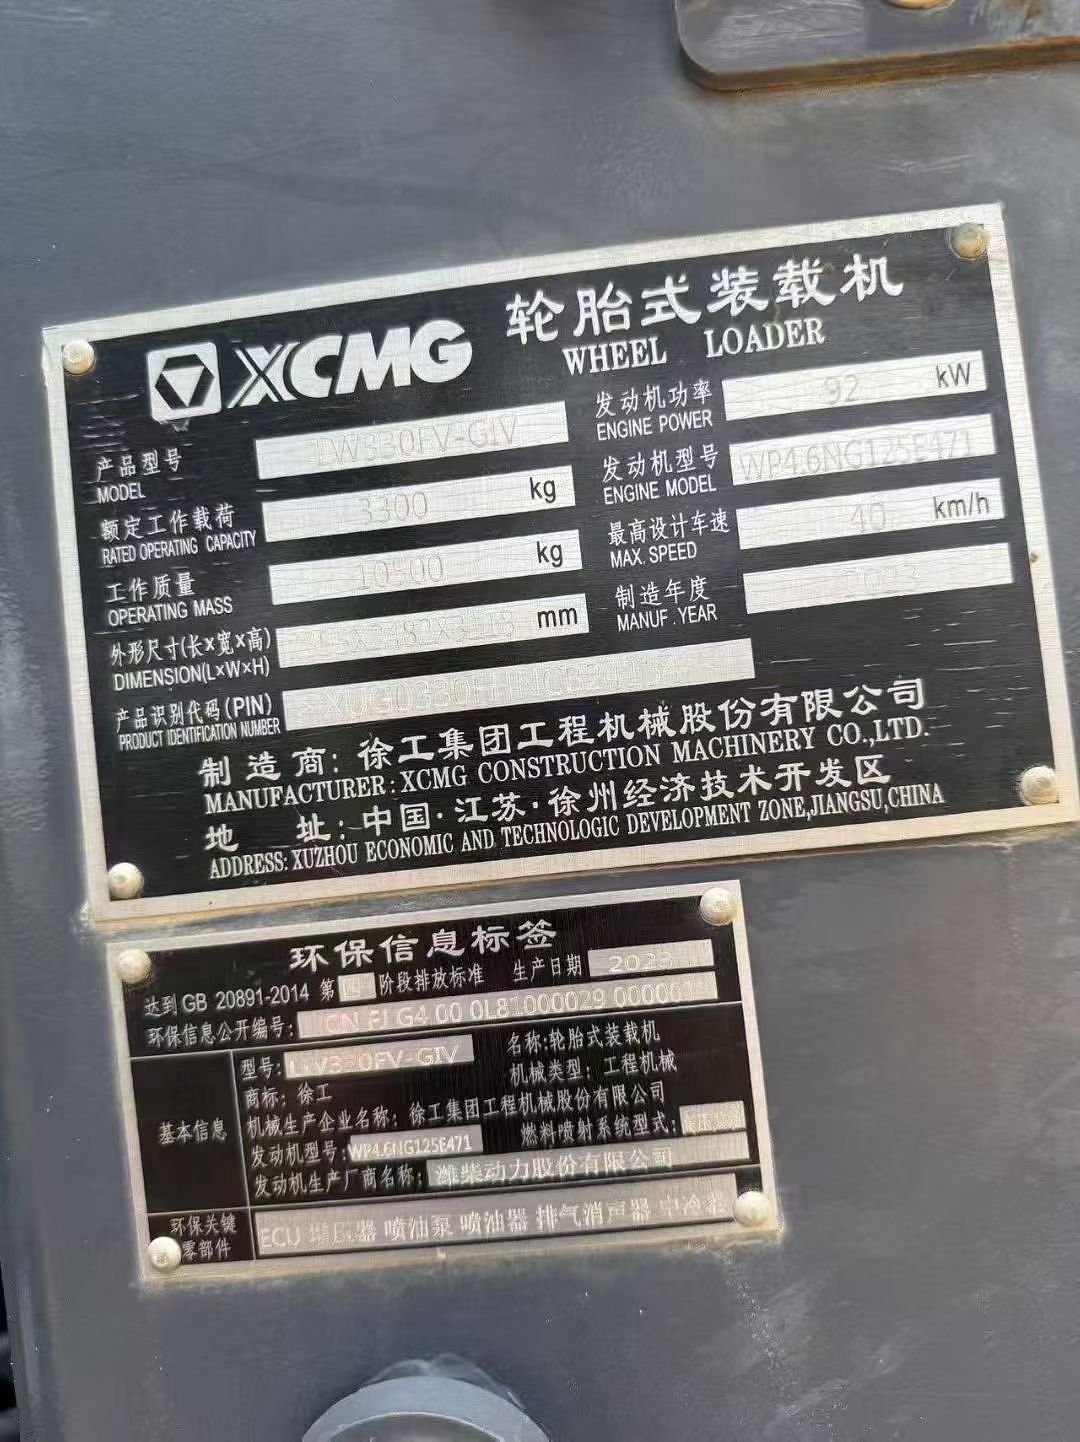 XCMG 轮胎式装载机
WHEEL LOADER
产品型号 LW330FV-GIV
MODEL
额定工作载荷 3300 kg
RATED OPERATING CAPACITY
工作质量 10500 kg
OPERATING MASS
外形尺寸(长×宽×高) mm
DIMENSION(L×W×H)
产品识别代码(PIN)
PRODUCT IDENTIFICATION NUMBER
发动机功率 92 kW
ENGINE POWER
发动机型号 WP4.6NG125E471
ENGINE MODEL
最高设计车速 40 km/h
MAX. SPEED
制造年度 2023
MANUF. YEAR
制造商:徐工集团工程机械股份有限公司
MANUFACTURER: XCMG CONSTRUCTION MACHINERY CO.,LTD.
地址:中国·江苏·徐州经济技术开发区
ADDRESS: XUZHOU ECONOMIC AND TECHNOLOGIC DEVELOPMENT ZONE,JIANGSU,CHINA
环保信息标签
达到GB 20891-2014 第四阶段排放标准 生产日期 2023
环保信息公开编号: CN FJ G4 00 0L81000029
基本信息
型号: LW330FV-GIV 名称:轮胎式装载机
商标: 徐工 机械类型: 工程机械
机械生产企业名称: 徐工集团工程机械股份有限公司
发动机型号: WP4.6NG125E471 燃料喷射系统型式:
发动机生产厂商名称: 潍柴动力股份有限公司
环保关键零部件
ECU 增压器 喷油泵 喷油器 排气消声器 中冷器